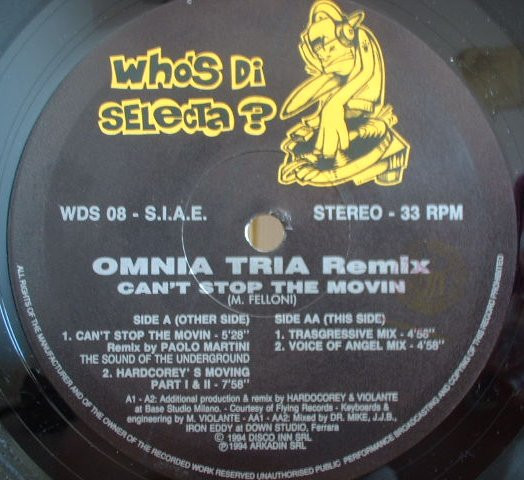 WHO'S DI
SELECTA?
WDS 08 - S.I.A.E.
STEREO - 33 RPM
OMNIA TRIA Remix
CAN'T STOP THE MOVIN
(M. FELLONI)
SIDE A (OTHER SIDE)
1. CAN'T STOP THE MOVIN - 5'28"
Remix by PAOLO MARTINI
THE SOUND OF THE UNDERGROUND
2. HARDCOREY' S MOVING
PART I & II - 7'58"
SIDE AA (THIS SIDE)
1. TRASGRESSIVE MIX - 4'56"
2. VOICE OF ANGEL MIX - 4'58"
A1 - A2: Additional production & remix by HARDOCOREY & VIOLANTE
at Base Studio Milano. - Courtesy of Flying Records - Keyboards &
engineering by M. VIOLANTE - AA1 - AA2: Mixed by DR. MIKE, J.J.B.,
IRON EDDY at DOWN STUDIO, Ferrara
© 1994 DISCO INN SRL
℗ 1994 ARKADIN SRL
ALL RIGHTS OF THE MANUFACTURER AND OF THE OWNER OF THE RECORDED WORK RESERVED UNAUTHORISED PUBLIC PERFORMANCE BROADCASTING AND COPYING OF THIS RECORD PROHIBITED